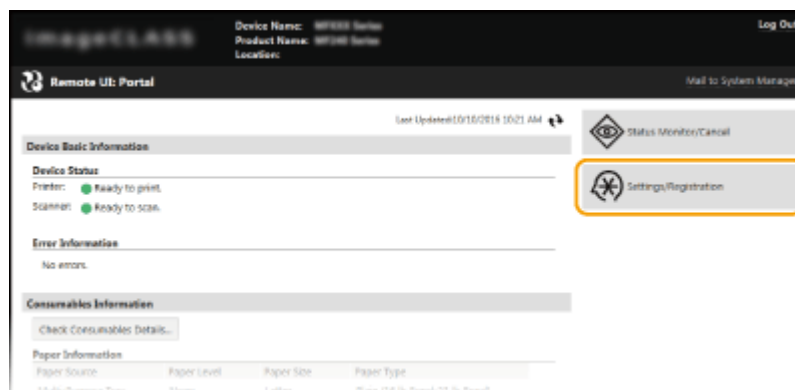 imageCLASS
Device Name:
Product Name:
Location:
Log Out
Remote UI: Portal
Mail to System Manager
Last Updated:10/10/2016 10:21 AM
Status Monitor/Cancel
Settings/Registration
Device Basic Information
Device Status
Printer: Ready to print.
Scanner: Ready to scan.
Error Information
No errors.
Consumables Information
Check Consumables Details...
Paper Information
Paper Source Paper Level Paper Size Paper Type